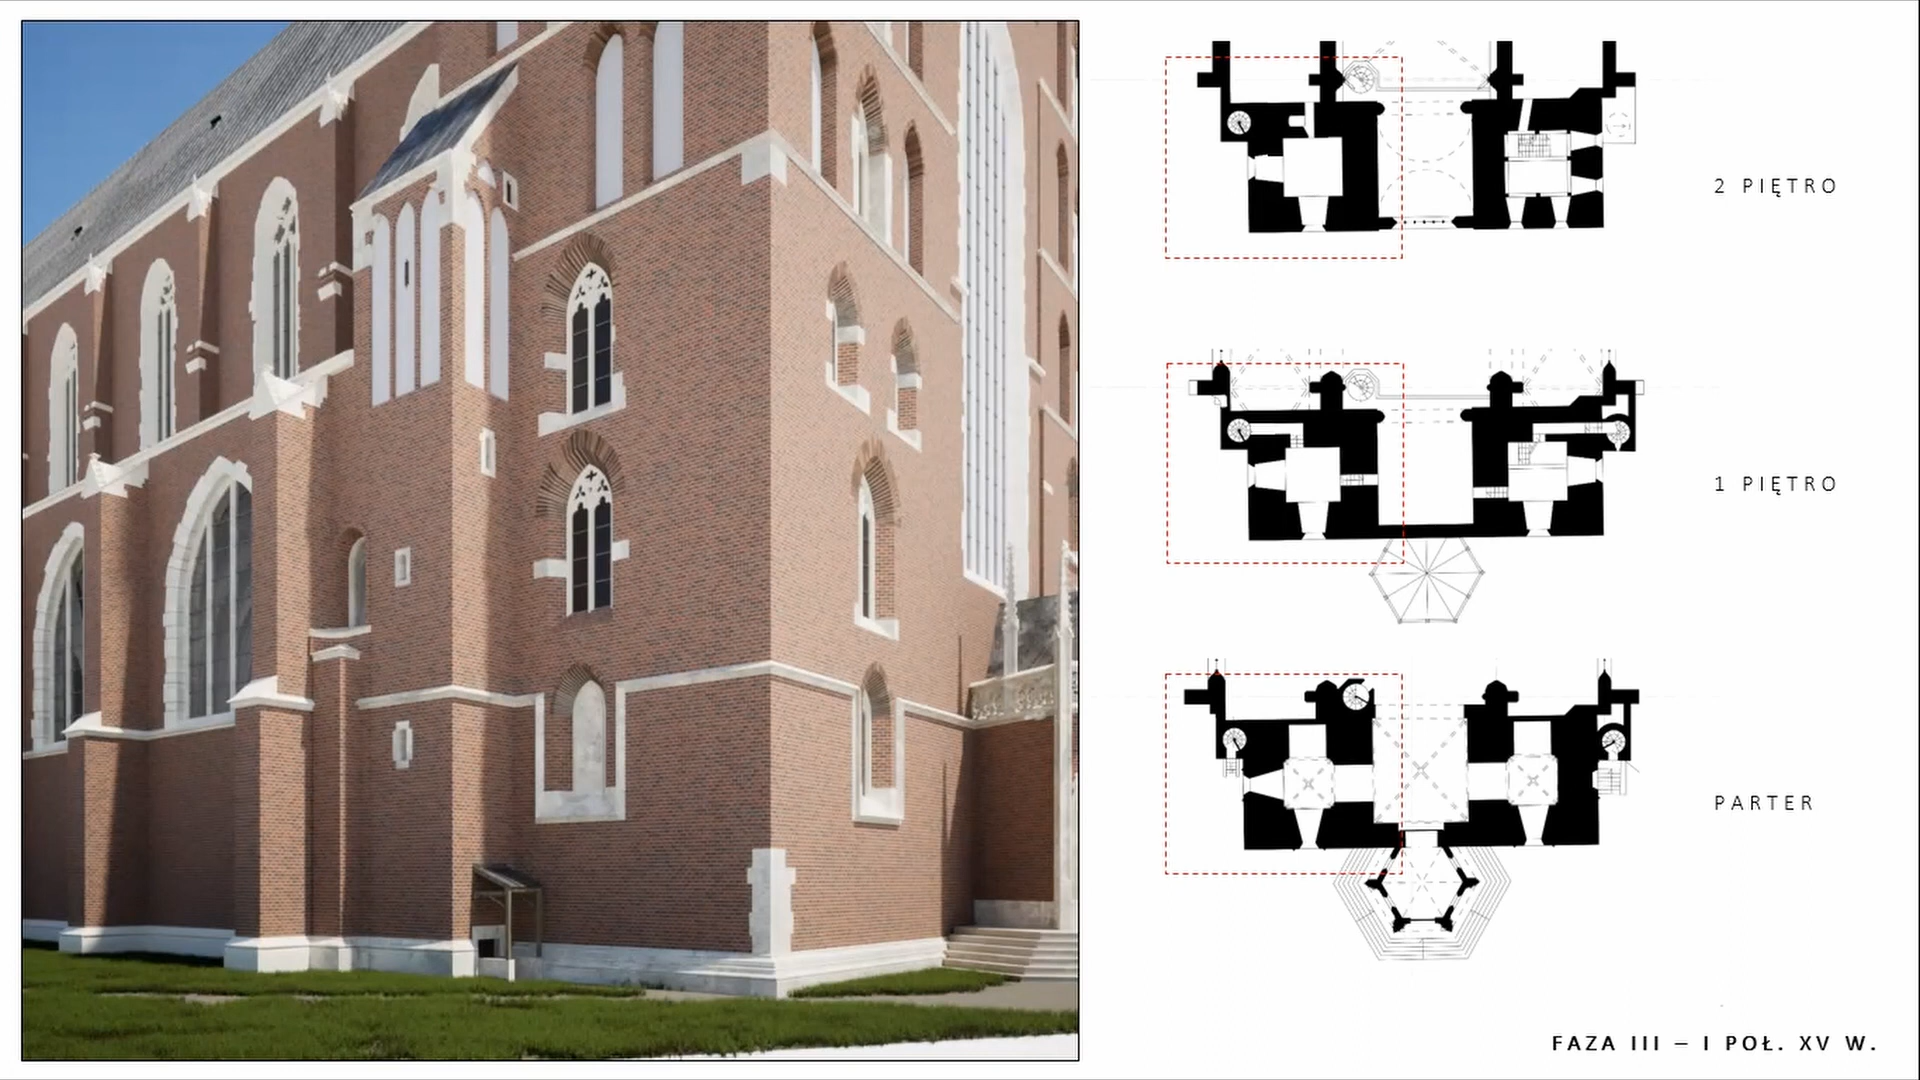 2 PIĘTRO
1 PIĘTRO
PARTER
FAZA III – I POŁ. XV W.